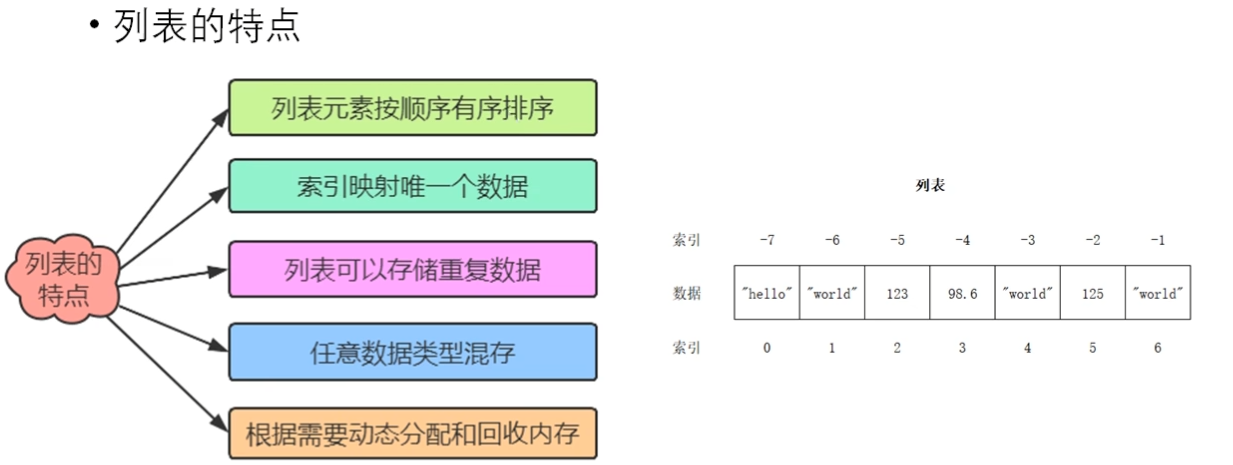 • 列表的特点
列表的
特点
列表元素按顺序有序排序
索引映射唯一个数据
列表可以存储重复数据
任意数据类型混存
根据需要动态分配和回收内存
列表
索引 -7 -6 -5 -4 -3 -2 -1
数据 "hello" "world" 123 98.6 "world" 125 "world"
索引 0 1 2 3 4 5 6